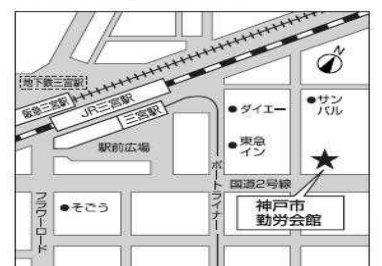 N
地下鉄三宮駅
阪急三宮駅
JR三宮駅
三宮駅
駅前広場
ダイエー
サン
パル
東急
イン
ポートライナー
国道2号線
神戸市
勤労会館
フラワーロード
そごう